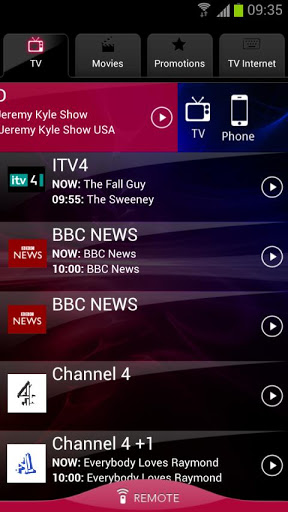 09:35
TV
Movies
Promotions
TV Internet
Jeremy Kyle Show
Jeremy Kyle Show USA
TV
Phone
itv 4
ITV4
NOW: The Fall Guy
09:55: The Sweeney
BBC
NEWS
BBC NEWS
NOW: BBC News
10:00: BBC News
BBC
NEWS
BBC NEWS
4
Channel 4
Channel 4 +1
NOW: Everybody Loves Raymond
10:00: Everybody Loves Raymond
REMOTE